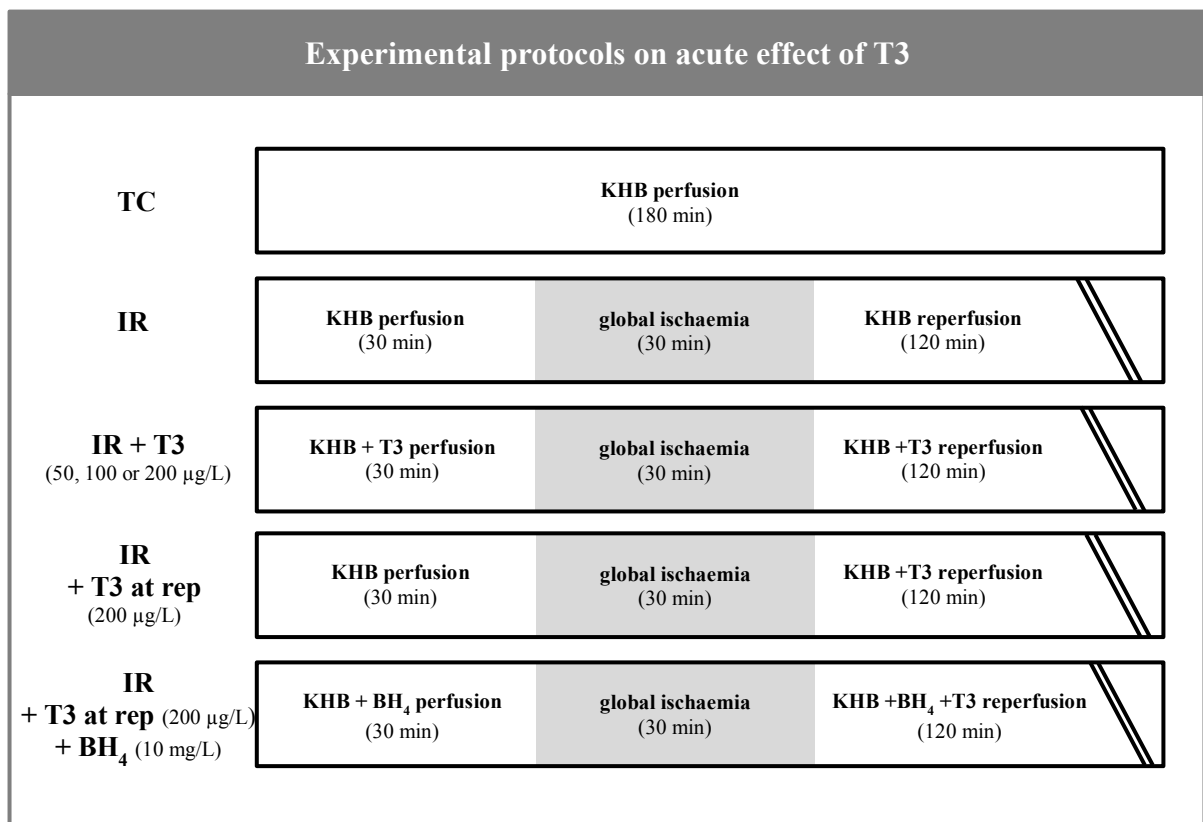 Experimental protocols on acute effect of T3
TC
KHB perfusion
(180 min)
IR
KHB perfusion
(30 min)
global ischaemia
(30 min)
KHB reperfusion
(120 min)
IR + T3
(50, 100 or 200 µg/L)
KHB + T3 perfusion
(30 min)
global ischaemia
(30 min)
KHB +T3 reperfusion
(120 min)
IR
+ T3 at rep
(200 µg/L)
KHB perfusion
(30 min)
global ischaemia
(30 min)
KHB +T3 reperfusion
(120 min)
IR
+ T3 at rep (200 µg/L)
+ BH₄ (10 mg/L)
KHB + BH₄ perfusion
(30 min)
global ischaemia
(30 min)
KHB +BH₄ +T3 reperfusion
(120 min)